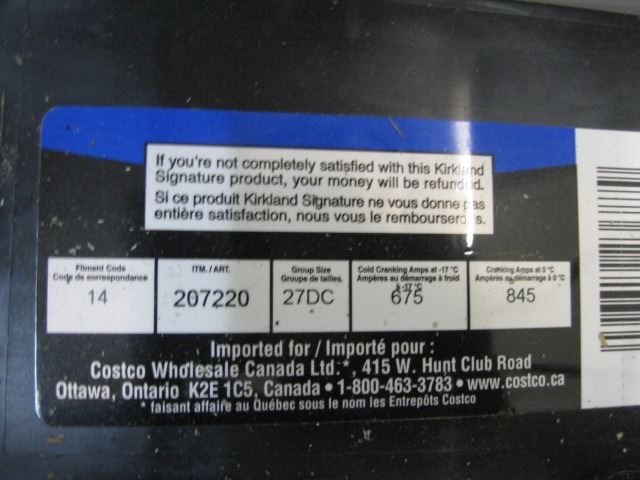 If you're not completely satisfied with this Kirkland
Signature product, your money will be refunded.
Si ce produit Kirkland Signature ne vous donne pas
entière satisfaction, nous vous le rembourserons.
Fitment Code
Code de correspondance
14
ITM. / ART.
207220
Group Size
Groupe de tailles
27DC
Cold Cranking Amps at -17 °C
Ampères au démarrage à froid
à -17 °C
675
Cranking Amps at 0 °C
Ampères au démarrage à 0 °C
845
Imported for / Importé pour :
Costco Wholesale Canada Ltd.*, 415 W. Hunt Club Road
Ottawa, Ontario K2E 1C5, Canada • 1-800-463-3783 • www.costco.ca
* faisant affaire au Québec sous le nom les Entrepôts Costco